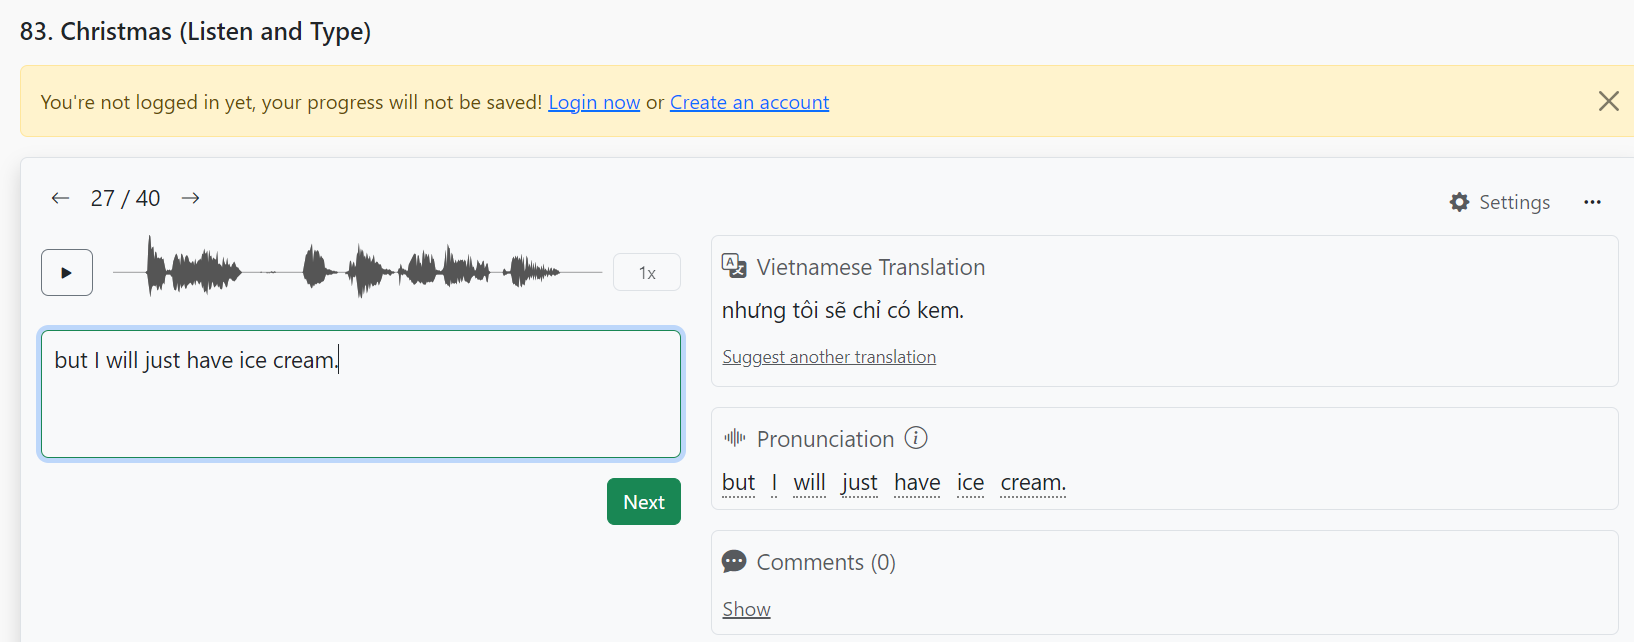 83. Christmas (Listen and Type)
You're not logged in yet, your progress will not be saved! Login now or Create an account
27 / 40
Settings
1x
but I will just have ice cream.
Next
Vietnamese Translation
nhưng tôi sẽ chỉ có kem.
Suggest another translation
Pronunciation
but I will just have ice cream.
Comments (0)
Show